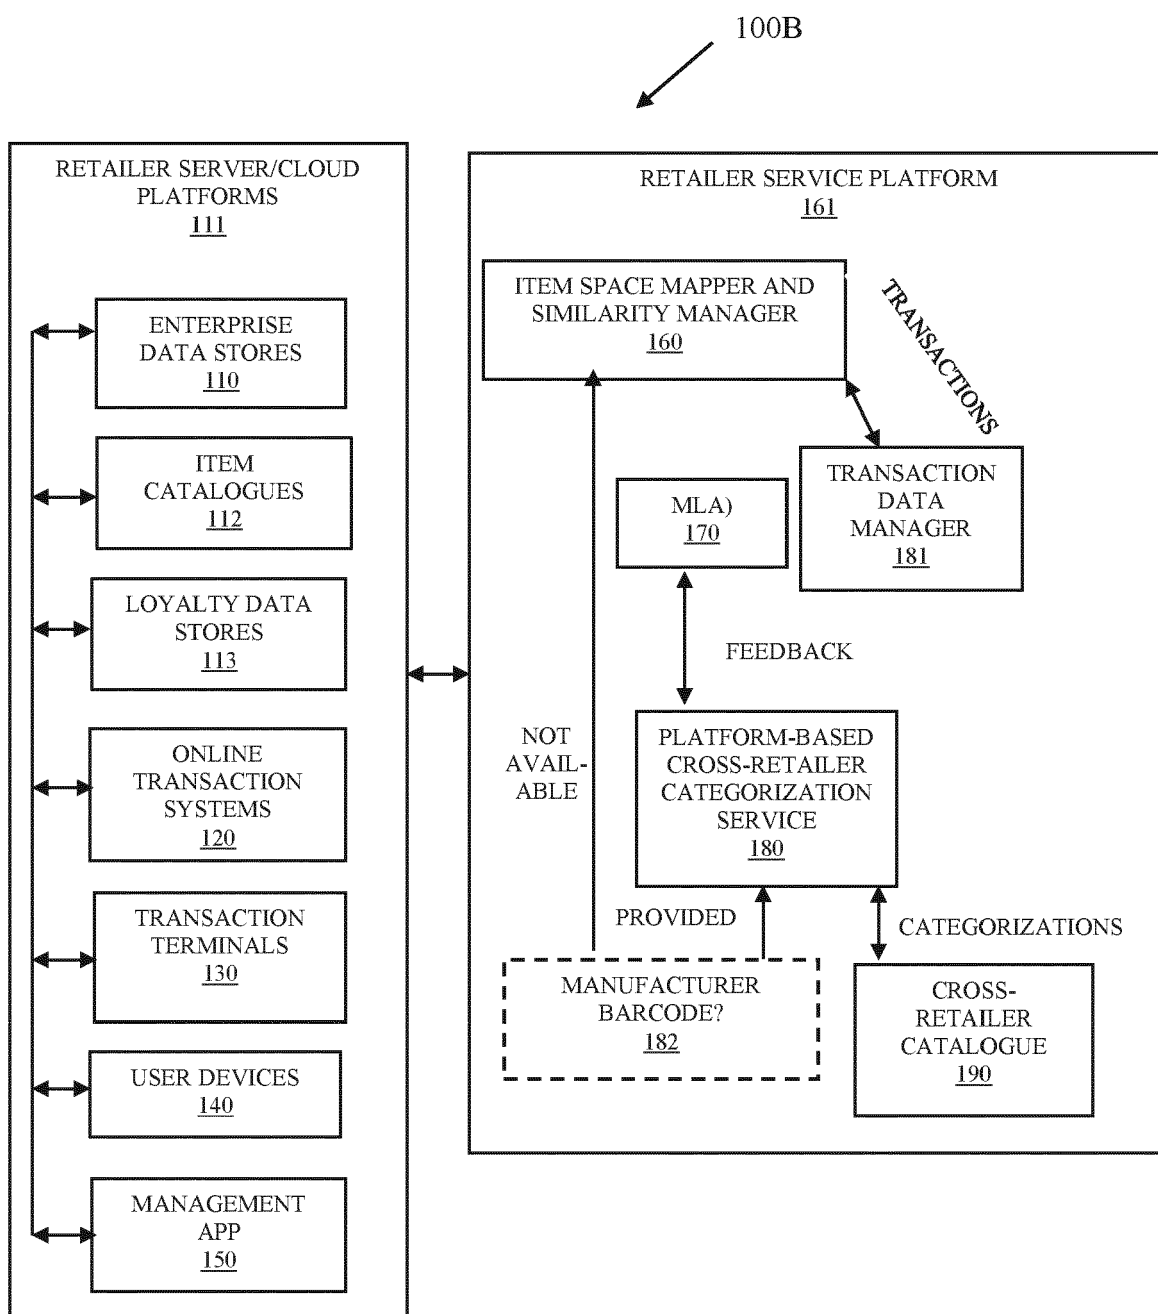 100B
RETAILER SERVER/CLOUD
PLATFORMS
111
ENTERPRISE
DATA STORES
110
ITEM
CATALOGUES
112
LOYALTY DATA
STORES
113
ONLINE
TRANSACTION
SYSTEMS
120
TRANSACTION
TERMINALS
130
USER DEVICES
140
MANAGEMENT
APP
150
RETAILER SERVICE PLATFORM
161
ITEM SPACE MAPPER AND
SIMILARITY MANAGER
160
TRANSACTIONS
TRANSACTION
DATA
MANAGER
181
MLA)
170
FEEDBACK
NOT
AVAIL-
ABLE
PLATFORM-BASED
CROSS-RETAILER
CATEGORIZATION
SERVICE
180
PROVIDED
CATEGORIZATIONS
MANUFACTURER
BARCODE?
182
CROSS-
RETAILER
CATALOGUE
190